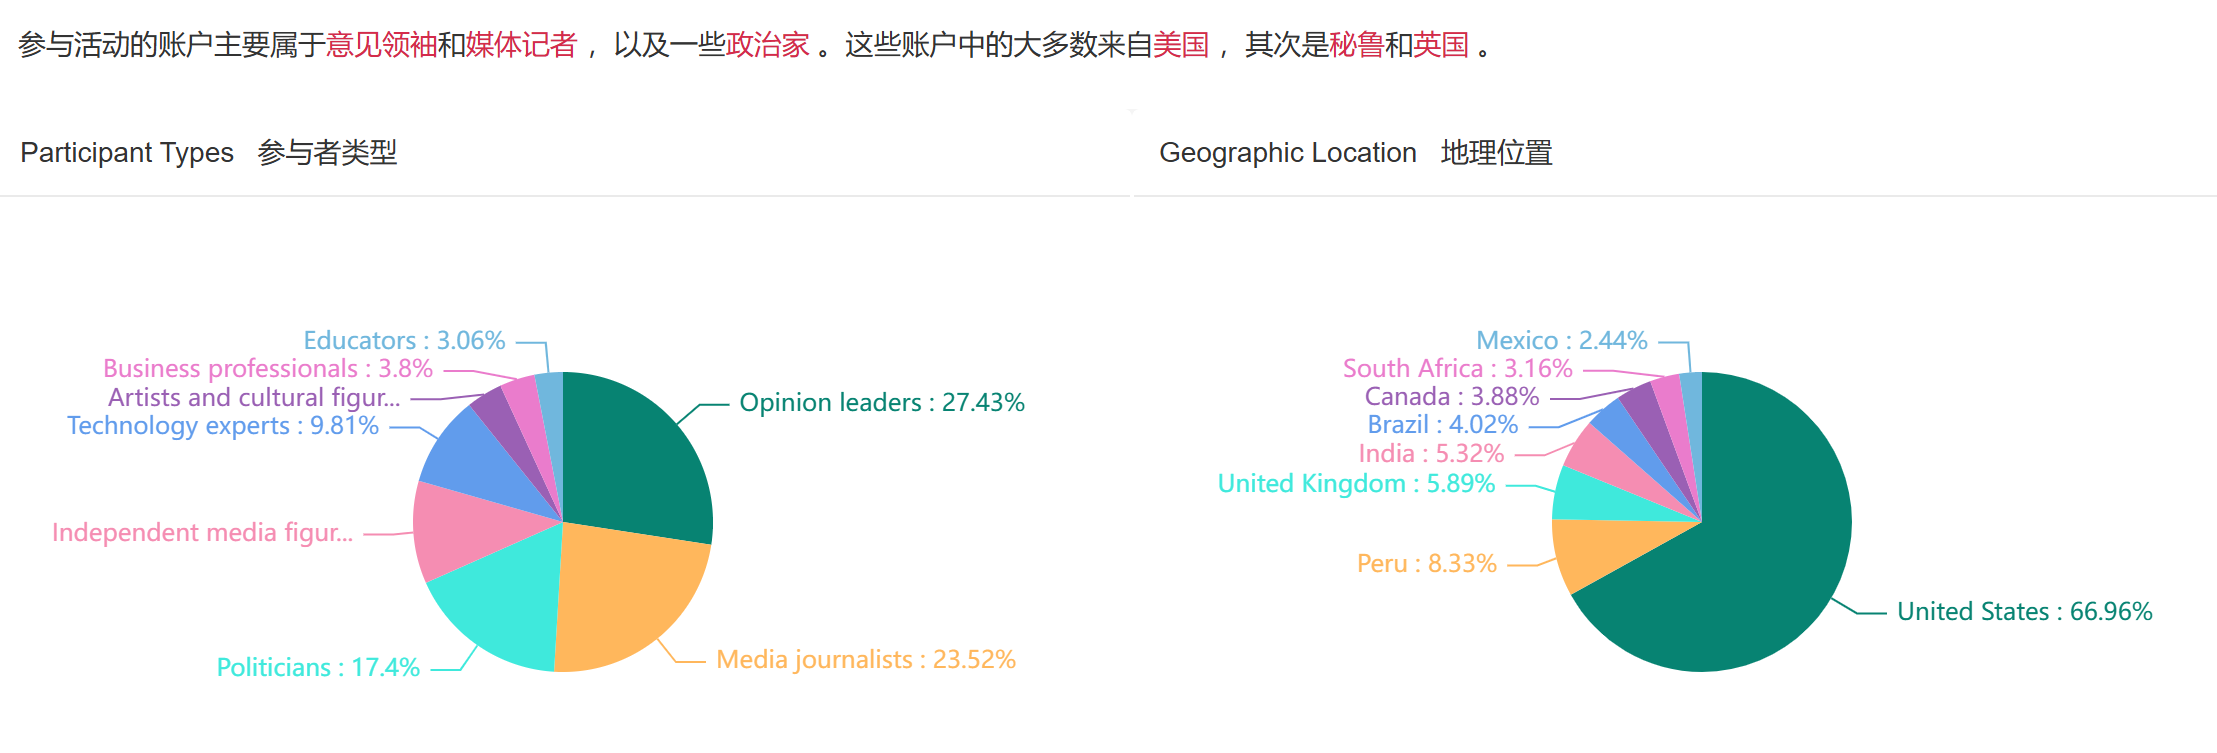 参与活动的账户主要属于意见领袖和媒体记者 ，以及一些政治家 。这些账户中的大多数来自美国 ，其次是秘鲁和英国 。
Participant Types 参与者类型
Geographic Location 地理位置
Educators : 3.06%
Business professionals : 3.8%
Artists and cultural figur...
Technology experts : 9.81%
Opinion leaders : 27.43%
Independent media figur...
Politicians : 17.4%
Media journalists : 23.52%
Mexico : 2.44%
South Africa : 3.16%
Canada : 3.88%
Brazil : 4.02%
India : 5.32%
United Kingdom : 5.89%
Peru : 8.33%
United States : 66.96%